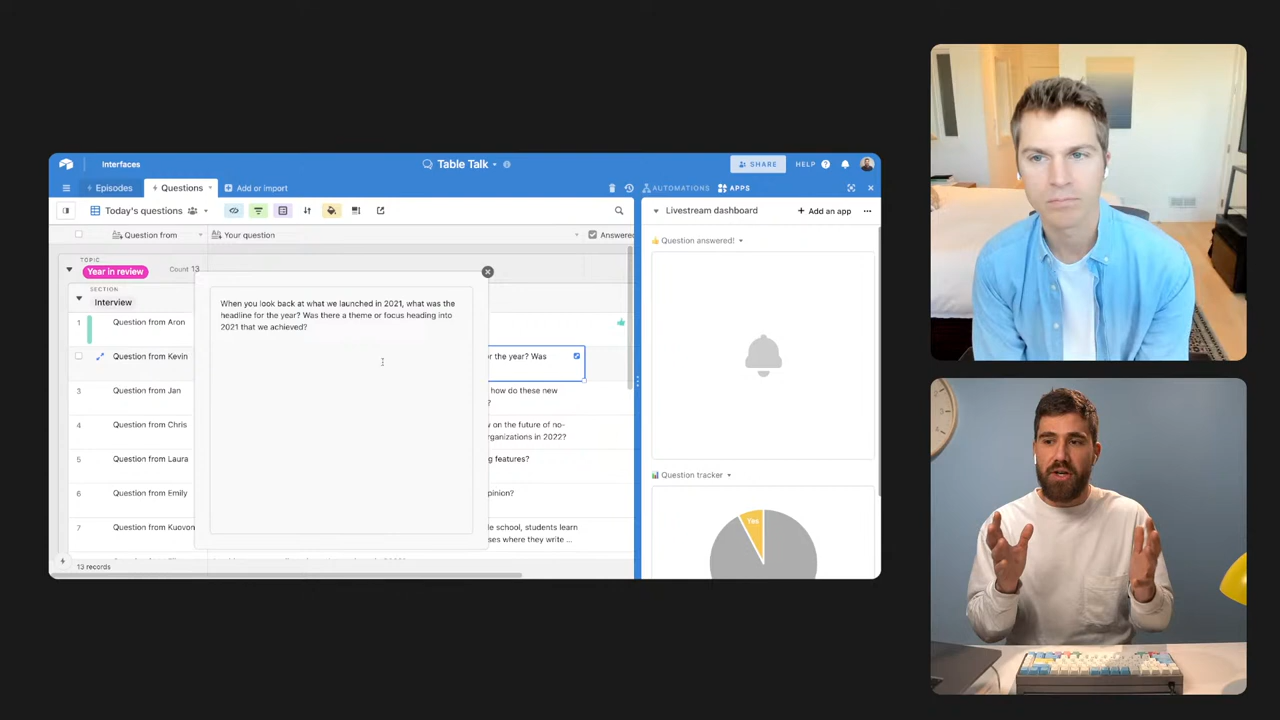 Interfaces
Table Talk
SHARE
HELP
Episodes
Questions
Add or import
AUTOMATIONS
APPS
Today's questions
Livestream dashboard
Add an app
Question from
Your question
Answered
Question answered!
TOPIC
Year in review
Count 13
SECTION
Interview
When you look back at what we launched in 2021, what was the
headline for the year? Was there a theme or focus heading into
2021 that we achieved?
1
Question from Aron
Question from Kevin
or the year? Was
3
Question from Jan
how do these new
?
4
Question from Chris
w on the future of no-
rganizations in 2022?
5
Question from Laura
g features?
6
Question from Emily
pinion?
7
Question from Kuovon
le school, students learn
ses where they write ...
Question tracker
Yes
13 records